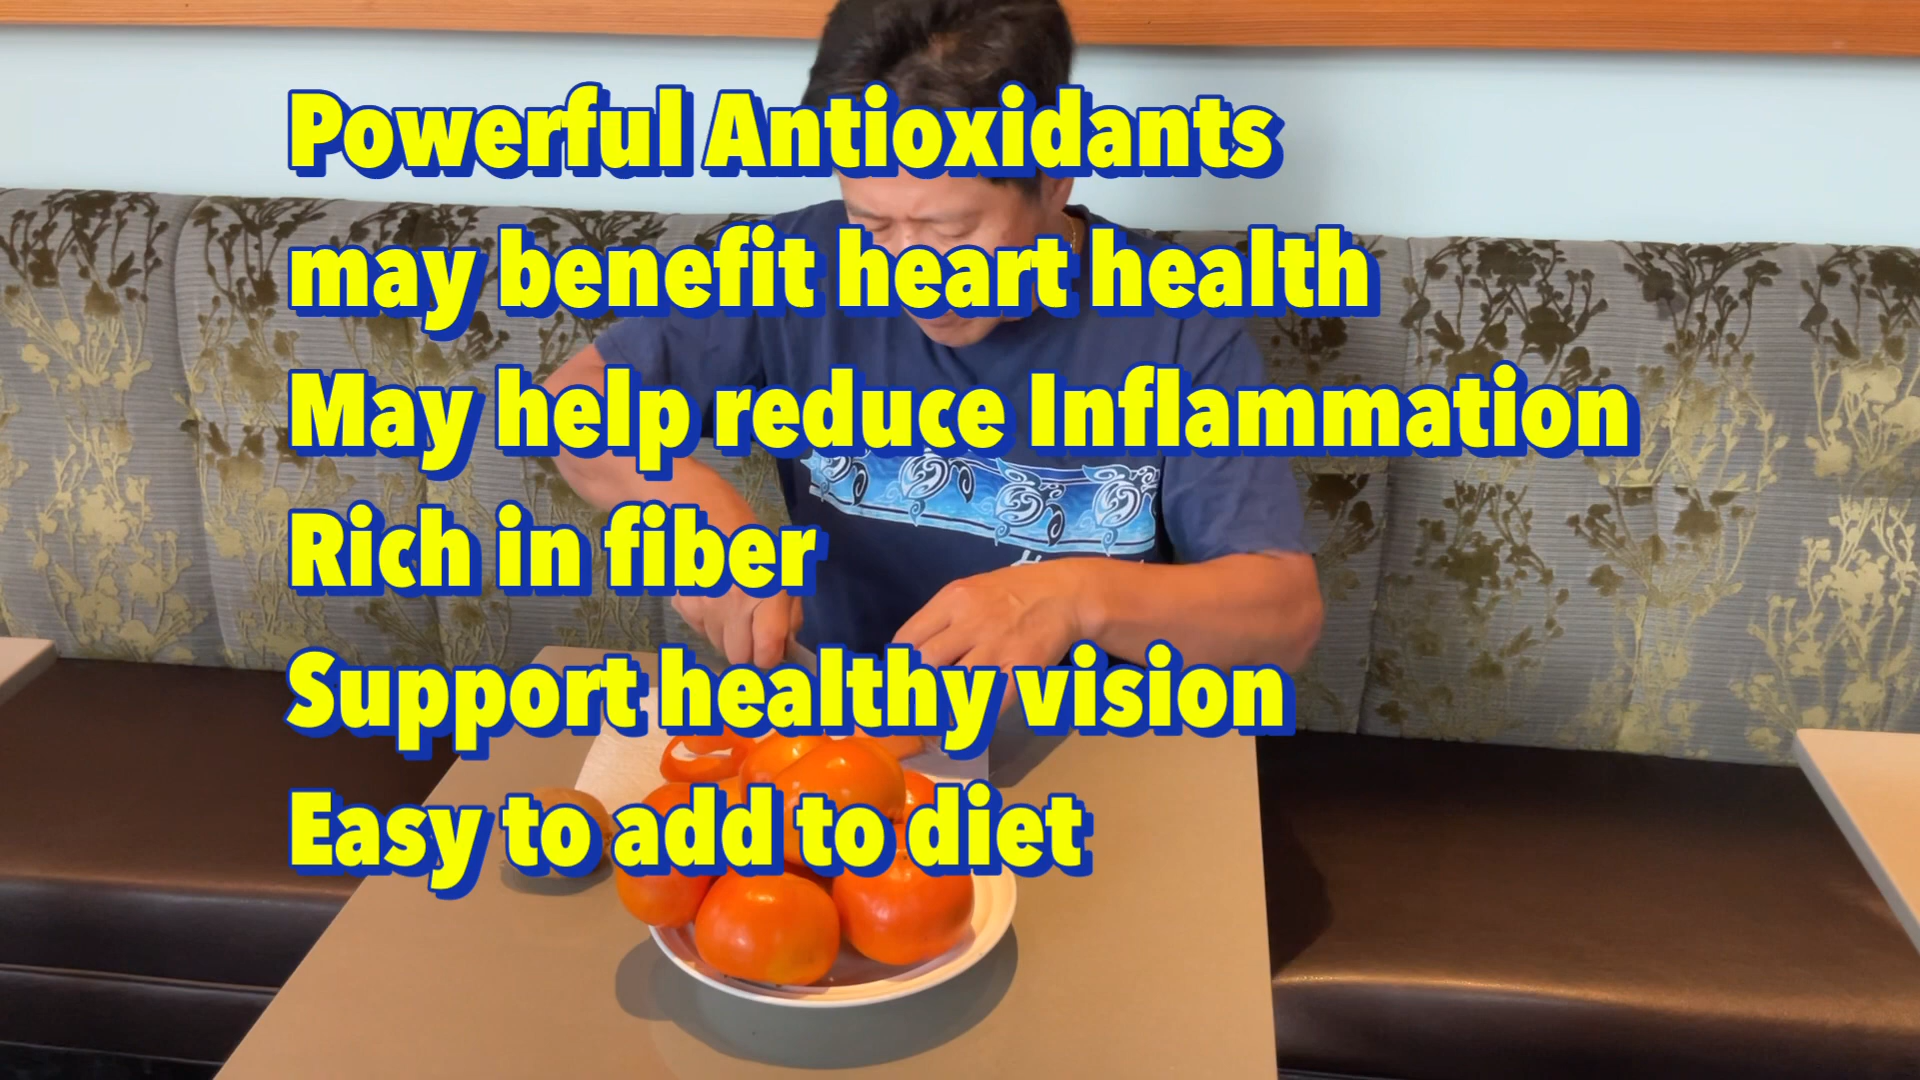 Powerful Antioxidants
may benefit heart health
May help reduce Inflammation
Rich in fiber
Support healthy vision
Easy to add to diet